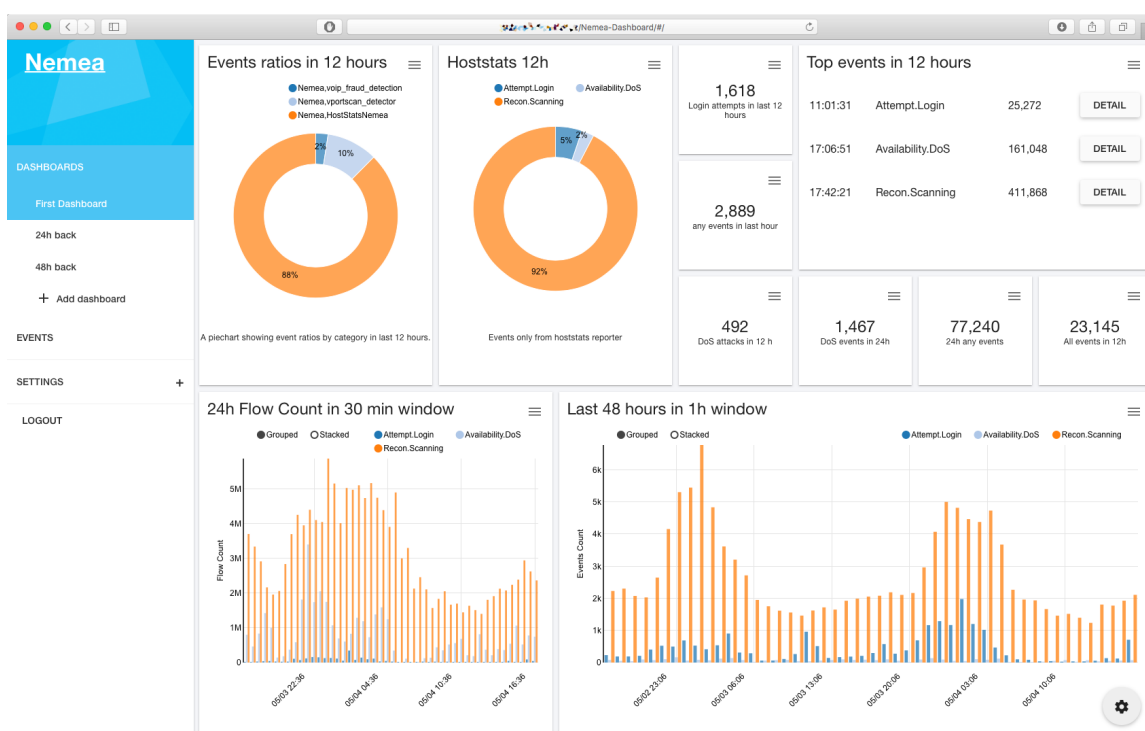 /Nemea-Dashboard/#/
Nemea
DASHBOARDS
First Dashboard
24h back
48h back
+ Add dashboard
EVENTS
SETTINGS +
LOGOUT
Events ratios in 12 hours
Nemea,voip_fraud_detection
Nemea,vportscan_detector
Nemea,HostStatsNemea
2%
10%
88%
A piechart showing event ratios by category in last 12 hours.
Hoststats 12h
Attempt.Login Availability.DoS
Recon.Scanning
5% 2%
92%
Events only from hoststats reporter
1,618
Login attempts in last 12
hours
2,889
any events in last hour
Top events in 12 hours
11:01:31 Attempt.Login 25,272 DETAIL
17:06:51 Availability.DoS 161,048 DETAIL
17:42:21 Recon.Scanning 411,868 DETAIL
492
DoS attacks in 12 h
1,467
DoS events in 24h
77,240
24h any events
23,145
All events in 12h
24h Flow Count in 30 min window
Grouped Stacked Attempt.Login Availability.DoS
Recon.Scanning
Flow Count
5M
4M
3M
2M
1M
0
05/03 22:36 05/04 04:36 05/04 10:36 05/04 16:36
Last 48 hours in 1h window
Grouped Stacked Attempt.Login Availability.DoS Recon.Scanning
Events Count
6k
5k
4k
3k
2k
1k
0
05/02 23:06 05/03 06:06 05/03 13:06 05/03 20:06 05/04 03:06 05/04 10:06